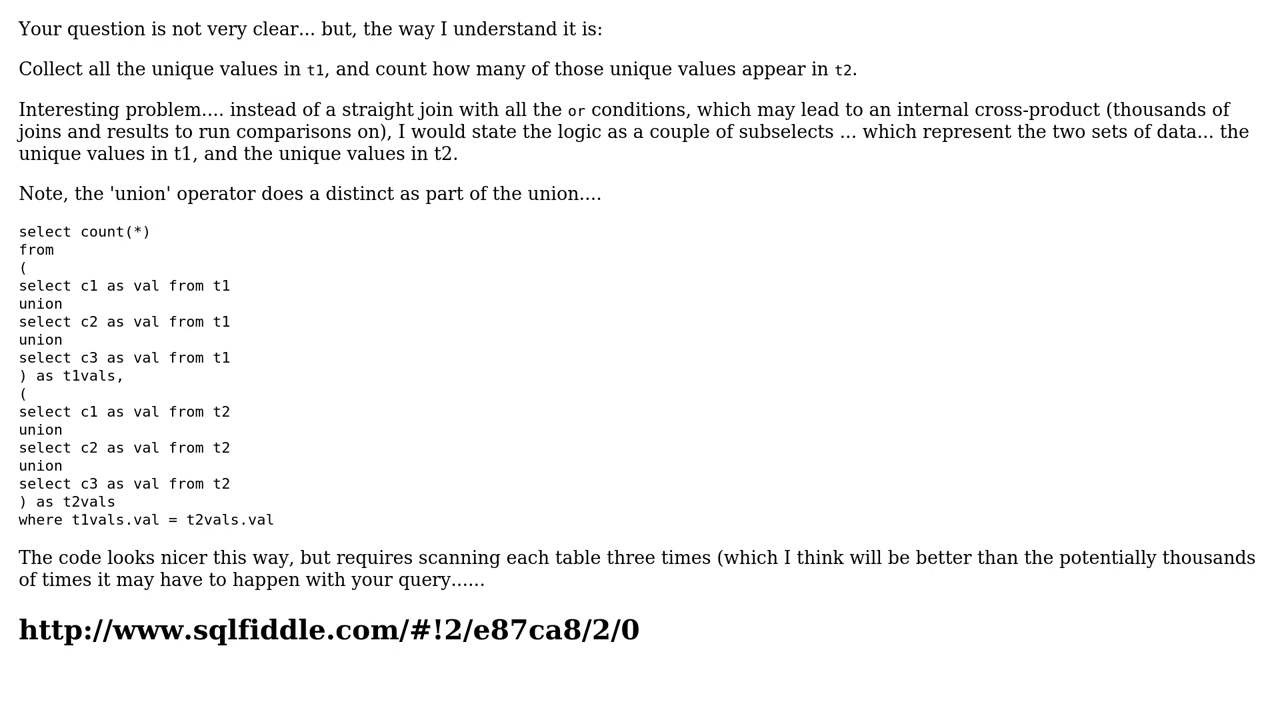 Your question is not very clear... but, the way I understand it is:
Collect all the unique values in t1, and count how many of those unique values appear in t2.
Interesting problem.... instead of a straight join with all the or conditions, which may lead to an internal cross-product (thousands of
joins and results to run comparisons on), I would state the logic as a couple of subselects ... which represent the two sets of data... the
unique values in t1, and the unique values in t2.
Note, the 'union' operator does a distinct as part of the union....
select count(*)
from
(
select c1 as val from t1
union
select c2 as val from t1
union
select c3 as val from t1
) as t1vals,
(
select c1 as val from t2
union
select c2 as val from t2
union
select c3 as val from t2
) as t2vals
where t1vals.val = t2vals.val
The code looks nicer this way, but requires scanning each table three times (which I think will be better than the potentially thousands
of times it may have to happen with your query......
http://www.sqlfiddle.com/#!2/e87ca8/2/0